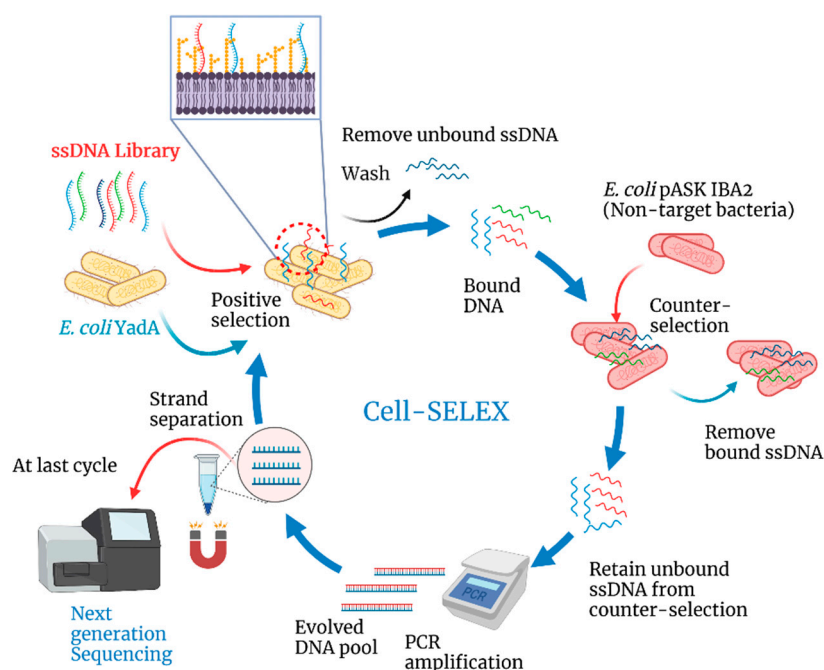 ssDNA Library
E. coli YadA
Positive
selection
Remove unbound ssDNA
Wash
Bound
DNA
E. coli pASK IBA2
(Non-target bacteria)
Counter-
selection
Remove
bound ssDNA
Cell-SELEX
Retain unbound
ssDNA from
counter-selection
PCR
PCR
amplification
Evolved
DNA pool
Strand
separation
At last cycle
Next
generation
Sequencing